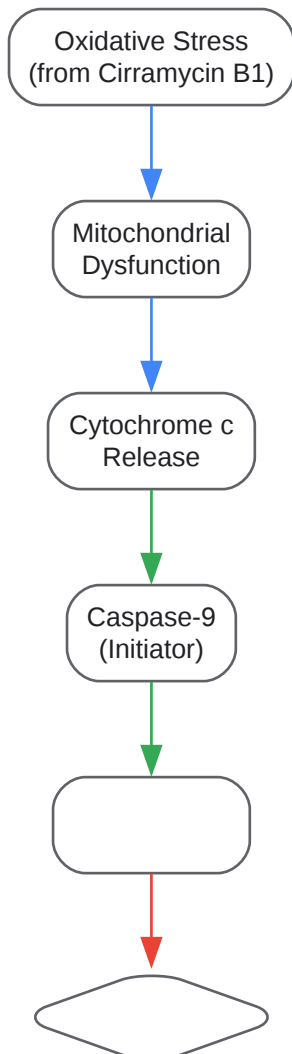 Oxidative Stress
(from Cirramycin B1)
Mitochondrial
Dysfunction
Cytochrome c
Release
Caspase-9
(Initiator)